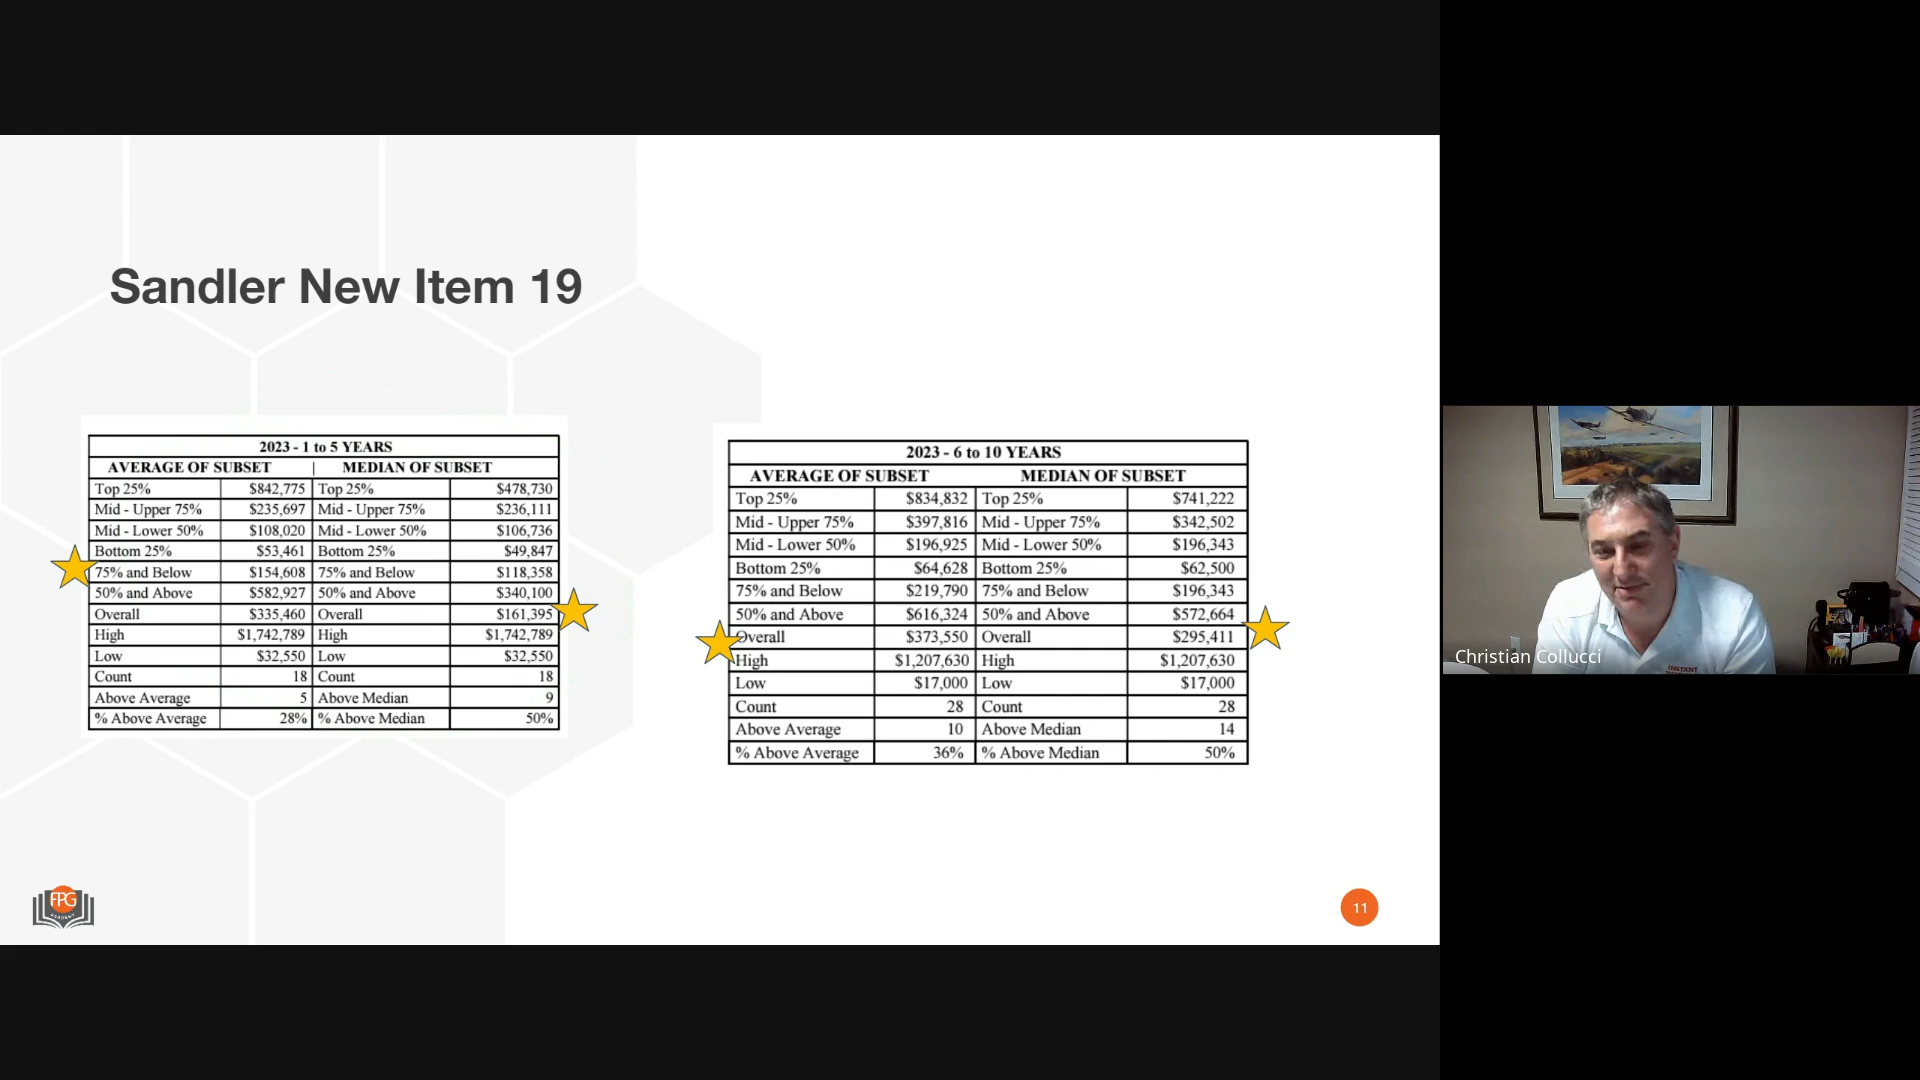 Sandler New Item 19
2023 - 1 to 5 YEARS
AVERAGE OF SUBSET | MEDIAN OF SUBSET
Top 25% $842,775 Top 25% $478,730
Mid - Upper 75% $235,697 Mid - Upper 75% $236,111
Mid - Lower 50% $108,020 Mid - Lower 50% $106,736
Bottom 25% $53,461 Bottom 25% $49,847
75% and Below $154,608 75% and Below $118,358
50% and Above $582,927 50% and Above $340,100
Overall $335,460 Overall $161,395
High $1,742,789 High $1,742,789
Low $32,550 Low $32,550
Count 18 Count 18
Above Average 5 Above Median 9
% Above Average 28% % Above Median 50%
2023 - 6 to 10 YEARS
AVERAGE OF SUBSET MEDIAN OF SUBSET
Top 25% $834,832 Top 25% $741,222
Mid - Upper 75% $397,816 Mid - Upper 75% $342,502
Mid - Lower 50% $196,925 Mid - Lower 50% $196,343
Bottom 25% $64,628 Bottom 25% $62,500
75% and Below $219,790 75% and Below $196,343
50% and Above $616,324 50% and Above $572,664
Overall $373,550 Overall $295,411
High $1,207,630 High $1,207,630
Low $17,000 Low $17,000
Count 28 Count 28
Above Average 10 Above Median 14
% Above Average 36% % Above Median 50%
FPG
ACADEMY
11
Christian Collucci
INSTANT